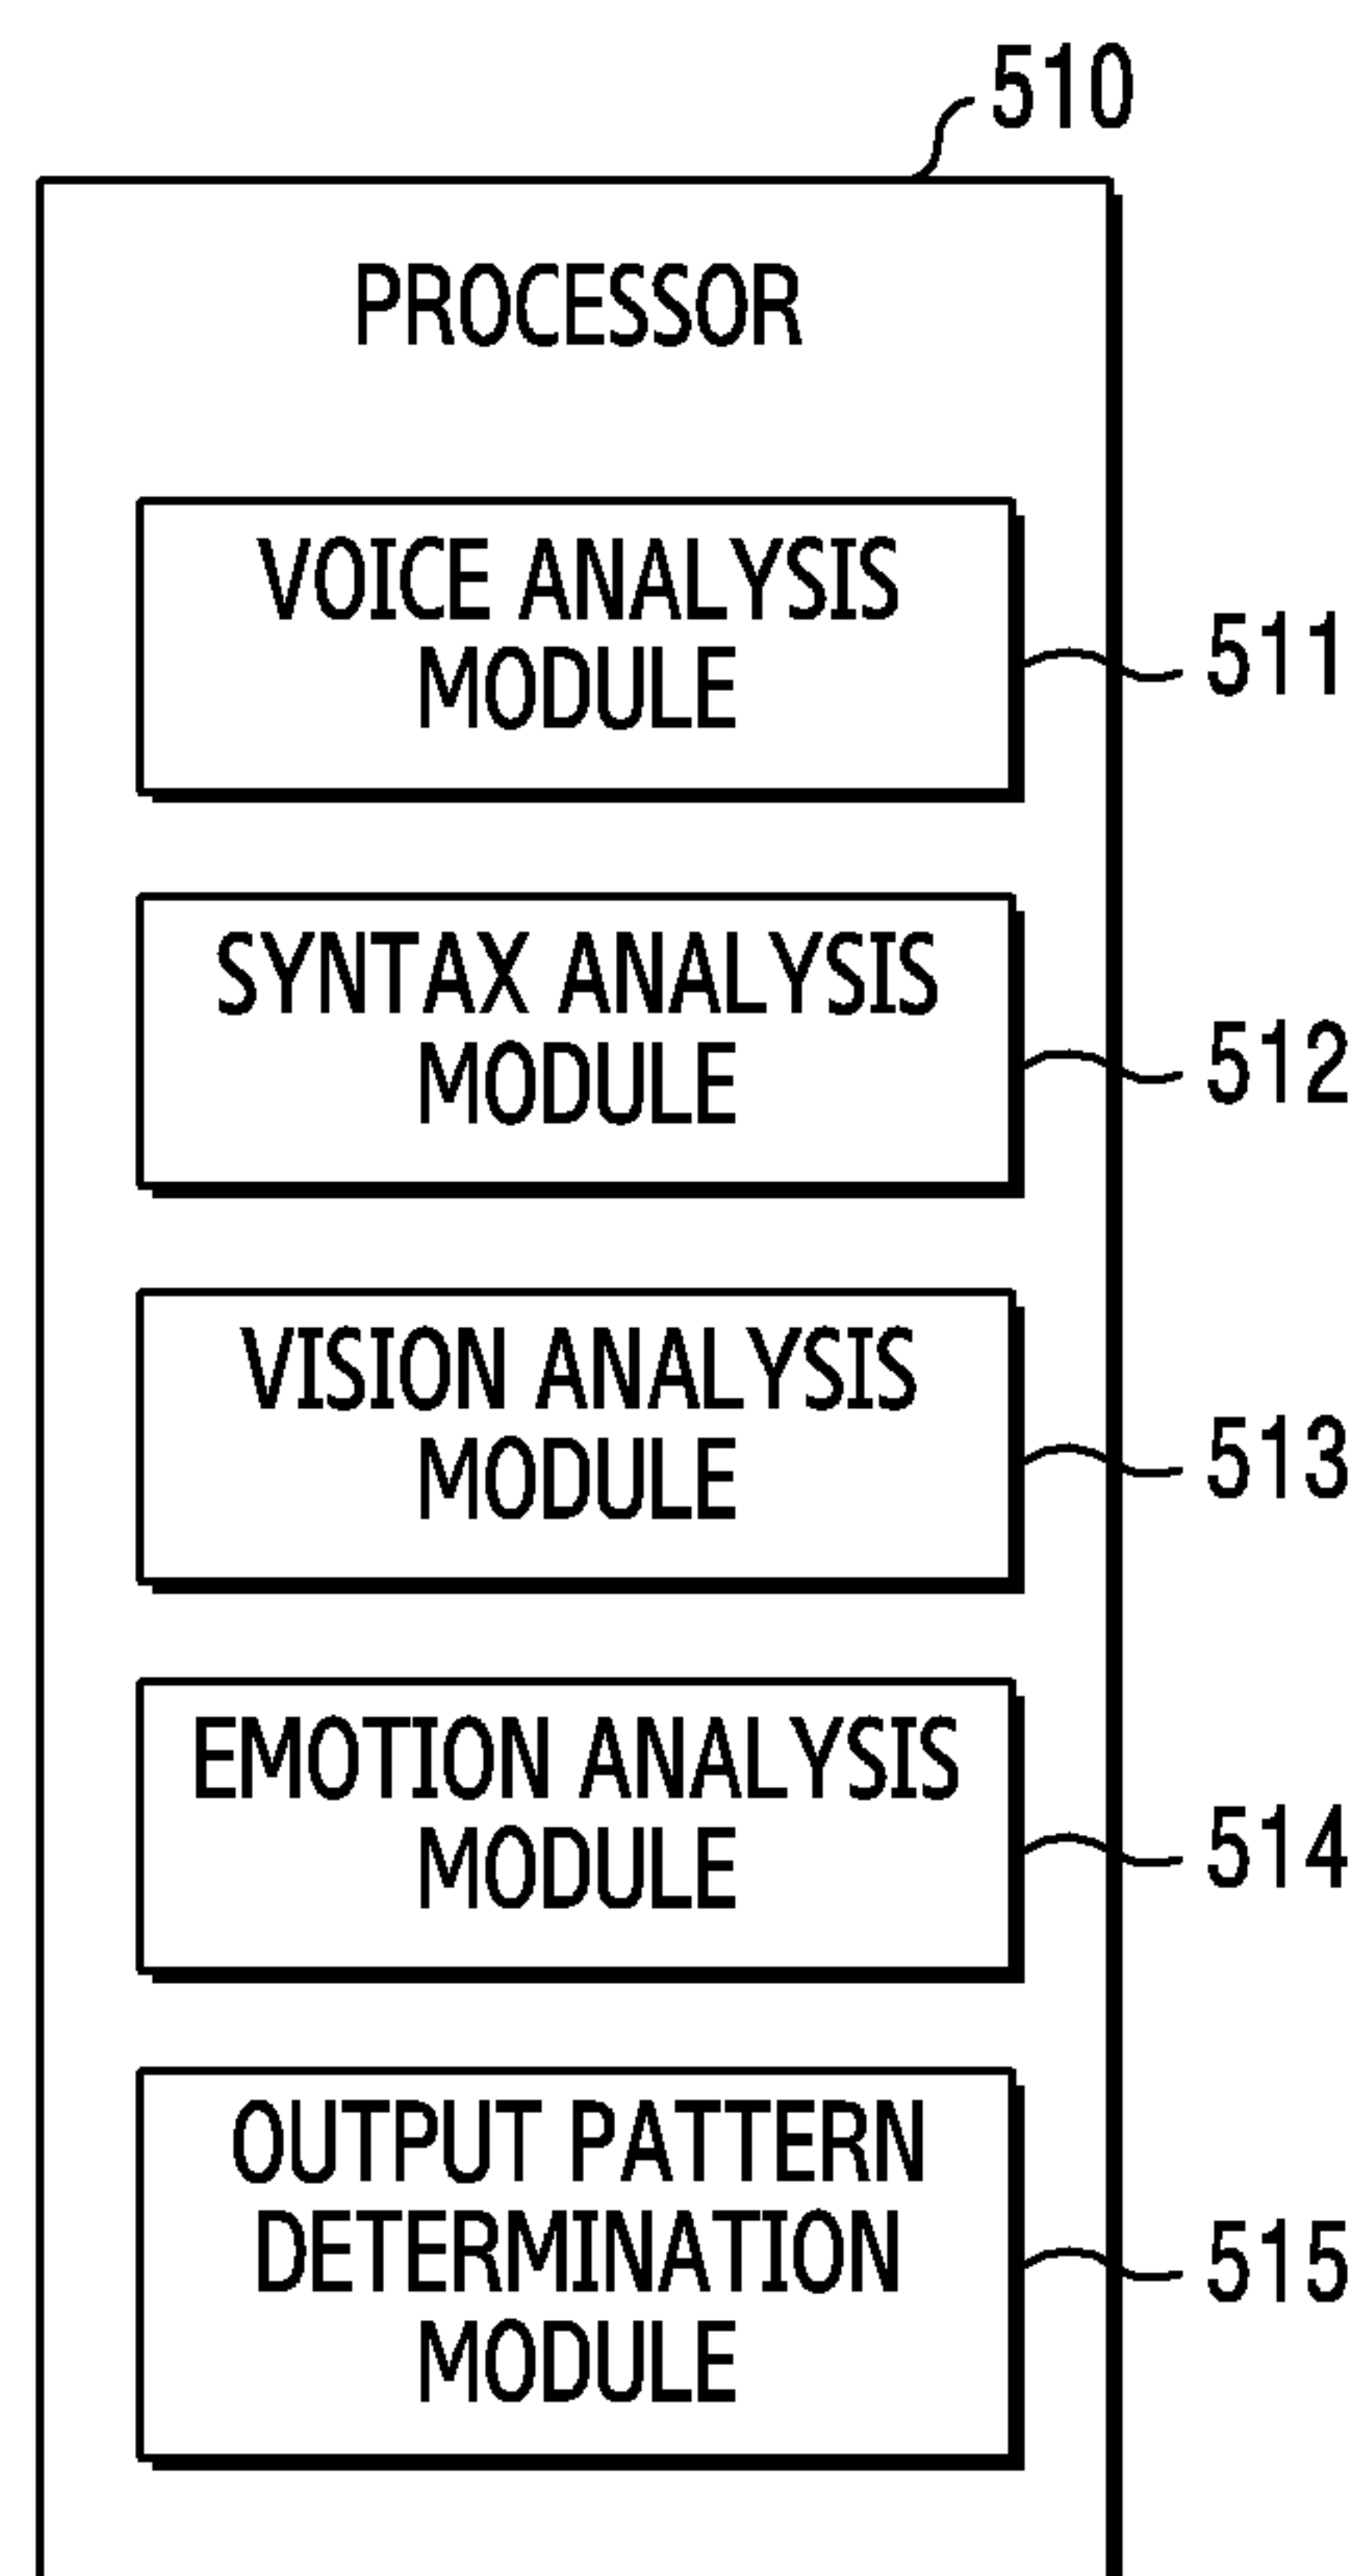 510
PROCESSOR
VOICE ANALYSIS
MODULE
511
SYNTAX ANALYSIS
MODULE
512
VISION ANALYSIS
MODULE
513
EMOTION ANALYSIS
MODULE
514
OUTPUT PATTERN
DETERMINATION
MODULE
515